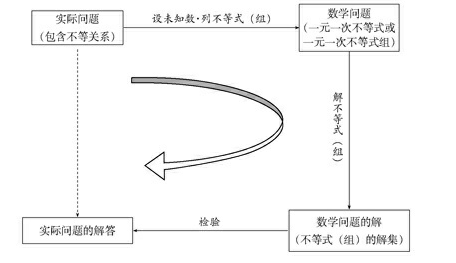 实际问题
(包含不等关系)
设未知数·列不等式(组)
数学问题
(一元一次不等式或
一元一次不等式组)
解不等式(组)
实际问题的解答
检验
数学问题的解
(不等式(组)的解集)